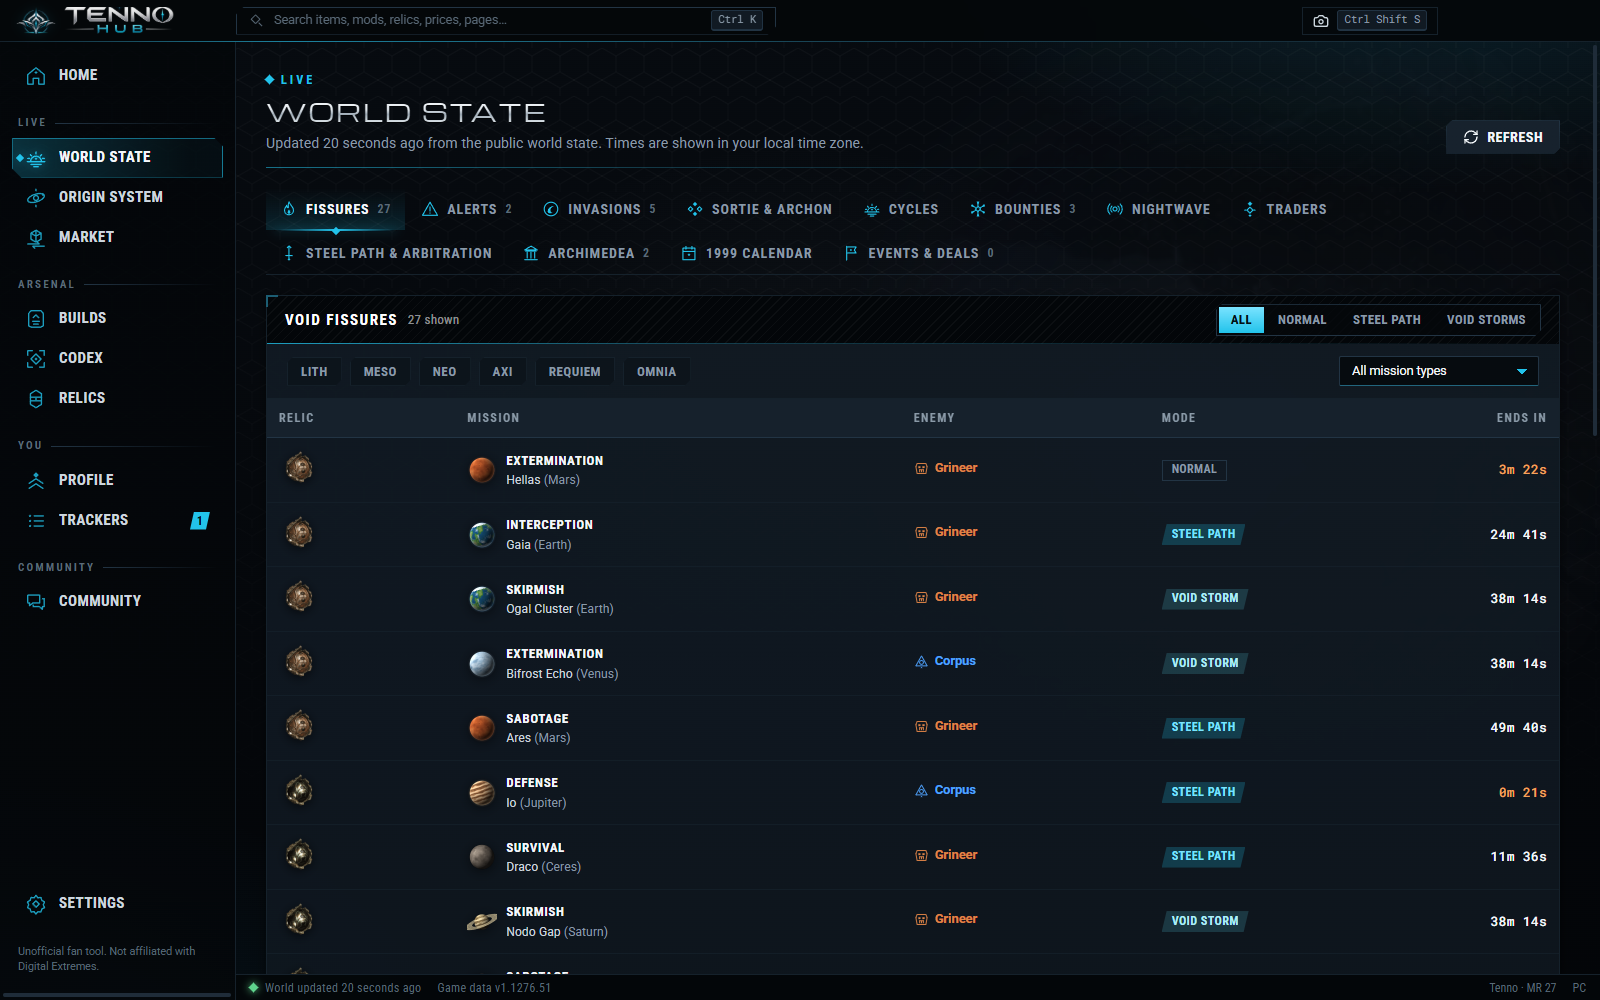 TENNO
HUB
Search items, mods, relics, prices, pages...
Ctrl K
Ctrl Shift S
HOME
LIVE
WORLD STATE
ORIGIN SYSTEM
MARKET
ARSENAL
BUILDS
CODEX
RELICS
YOU
PROFILE
TRACKERS 1
COMMUNITY
COMMUNITY
SETTINGS
Unofficial fan tool. Not affiliated with
Digital Extremes.
LIVE
WORLD STATE
Updated 20 seconds ago from the public world state. Times are shown in your local time zone.
REFRESH
FISSURES 27 ALERTS 2 INVASIONS 5 SORTIE & ARCHON CYCLES BOUNTIES 3 NIGHTWAVE TRADERS
STEEL PATH & ARBITRATION ARCHIMEDEA 2 1999 CALENDAR EVENTS & DEALS 0
VOID FISSURES 27 shown
ALL NORMAL STEEL PATH VOID STORMS
LITH MESO NEO AXI REQUIEM OMNIA
All mission types
RELIC MISSION ENEMY MODE ENDS IN
EXTERMINATION
Hellas (Mars)
Grineer
NORMAL
3m 22s
INTERCEPTION
Gaia (Earth)
Grineer
STEEL PATH
24m 41s
SKIRMISH
Ogal Cluster (Earth)
Grineer
VOID STORM
38m 14s
EXTERMINATION
Bifrost Echo (Venus)
Corpus
VOID STORM
38m 14s
SABOTAGE
Ares (Mars)
Grineer
STEEL PATH
49m 40s
DEFENSE
Io (Jupiter)
Corpus
STEEL PATH
0m 21s
SURVIVAL
Draco (Ceres)
Grineer
STEEL PATH
11m 36s
SKIRMISH
Nodo Gap (Saturn)
Grineer
VOID STORM
38m 14s
World updated 20 seconds ago
Game data v1.1276.51
Tenno · MR 27
PC